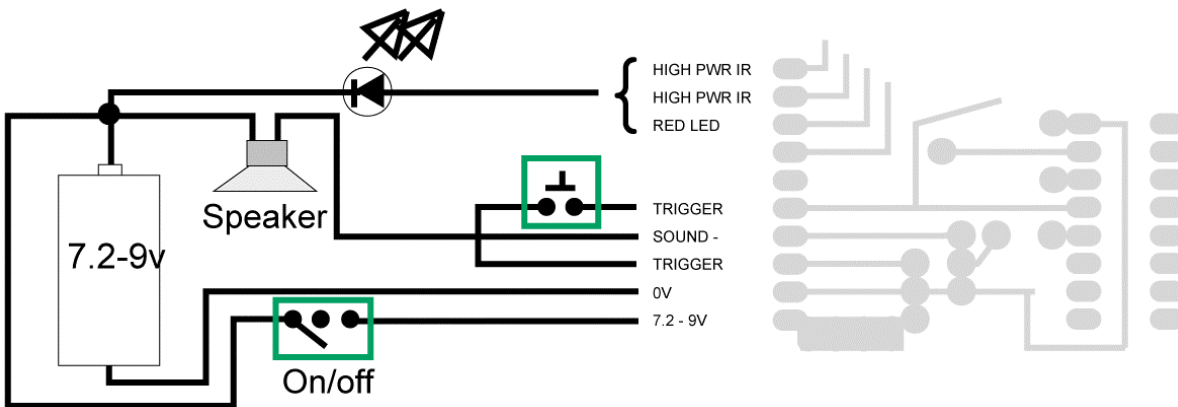 HIGH PWR IR
HIGH PWR IR
RED LED
Speaker
TRIGGER
SOUND -
7.2-9v
TRIGGER
0V
7.2 - 9V
On/off